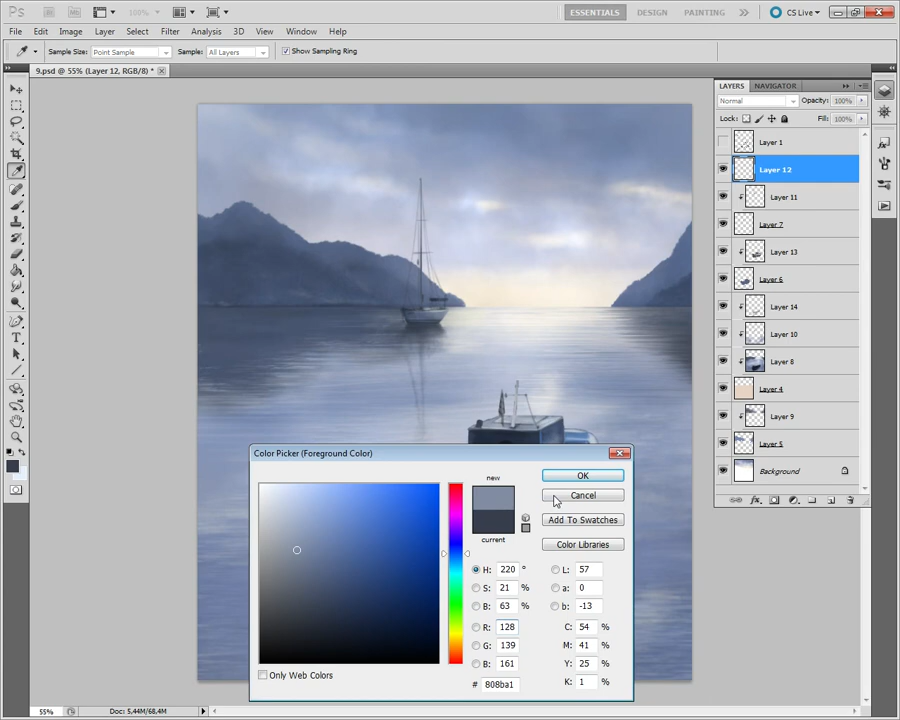 Ps 100% ESSENTIALS DESIGN PAINTING CS Live
File Edit Image Layer Select Filter Analysis 3D View Window Help
Sample Size: Point Sample Sample: All Layers Show Sampling Ring
9.psd @ 55% (Layer 12, RGB/8) *
LAYERS NAVIGATOR
Normal Opacity: 100%
Lock: Fill: 100%
Layer 1
Layer 12
Layer 11
Layer 7
Layer 13
Layer 6
Layer 14
Layer 10
Layer 8
Layer 4
Layer 9
Layer 5
Background
Color Picker (Foreground Color)
new
current
OK
Cancel
Add To Swatches
Color Libraries
H: 220 ° L: 57
S: 21 % a: 0
B: 63 % b: -13
R: 128 C: 54 %
G: 139 M: 41 %
B: 161 Y: 25 %
# 808ba1 K: 1 %
Only Web Colors
55% Doc: 5,44M/68,4M